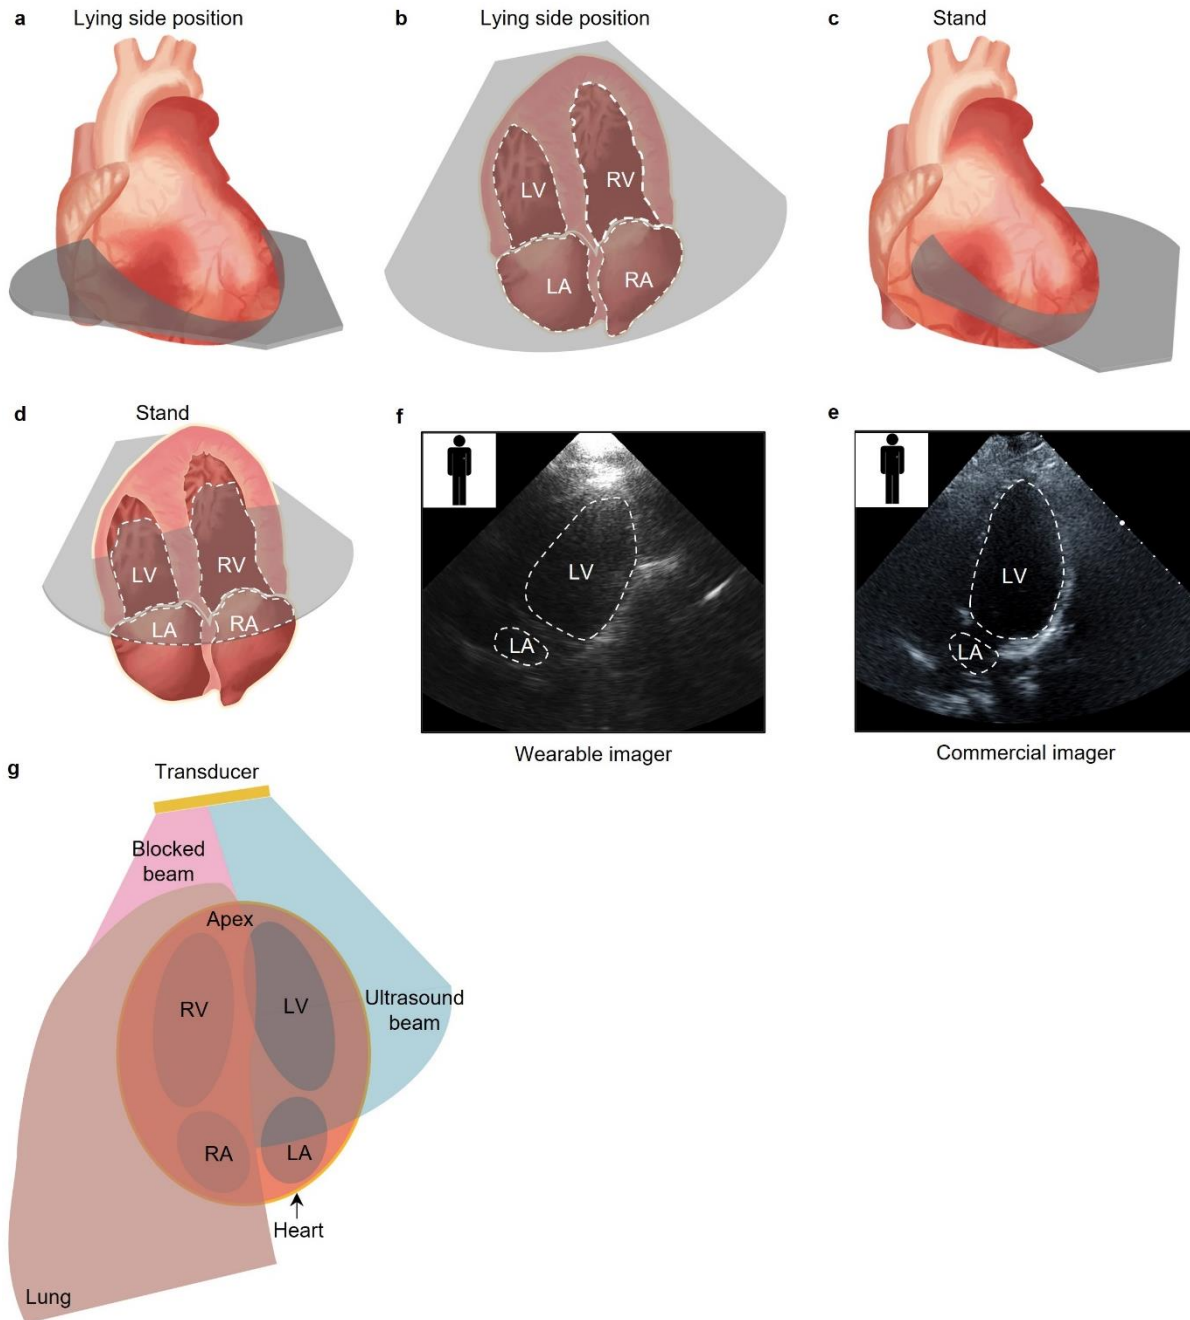 a Lying side position
b Lying side position
c Stand
LV
RV
LA
RA
d Stand
f
e
LV
RV
LA
RA
LV
LA
LV
LA
Wearable imager
Commercial imager
g
Transducer
Blocked
beam
Apex
RV
LV
Ultrasound
beam
RA
LA
Heart
Lung